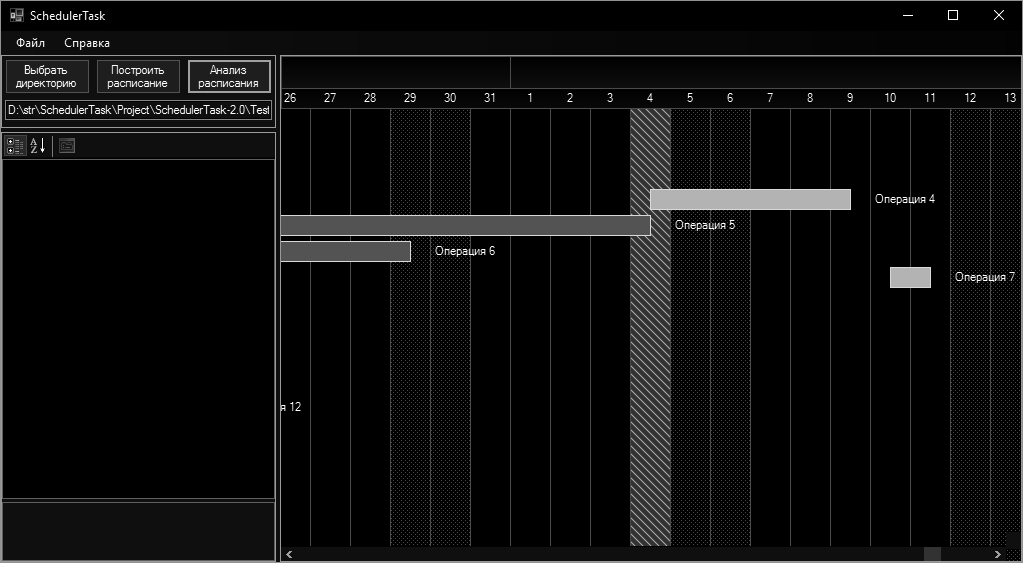 SchedulerTask
Файл Справка
Выбрать директорию
Построить расписание
Анализ расписания
D:\str\SchedulerTask\Project\SchedulerTask-2.0\Test
26 27 28 29 30 31 1 2 3 4 5 6 7 8 9 10 11 12 13
Операция 4
Операция 5
Операция 6
Операция 7
я 12